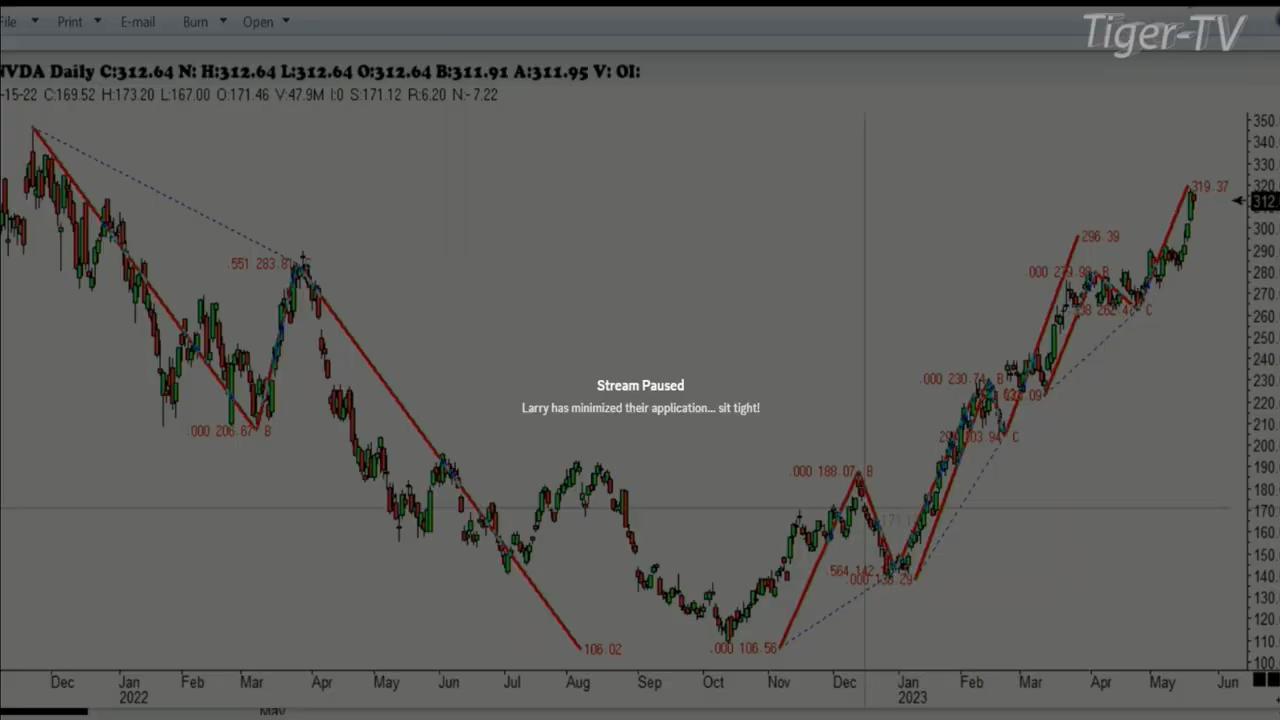 File Print E-mail Burn Open
Tiger-TV
NVDA Daily C:312.64 N: H:312.64 L:312.64 O:312.64 B:311.91 A:311.95 V: OI:
-15-22 C:169.52 H:173.20 L:167.00 O:171.46 V:47.9M I:0 S:171.12 R:6.20 N:-7.22
350.
340.
330.
320
319.37
312.
300.
296.39
290.
.551 283.81
280.
.000 279.98 B
270.
260.
C
250.
240.
230.
.000 230.74 B
220.
210.
.000 206.67 B
200.
C
190.
.000 188.07 B
180.
170.
160.
150.
140.
.000 138.29
130.
120.
110.
106.02
.000 106.56
100.
Stream Paused
Larry has minimized their application... sit tight!
Dec Jan Feb Mar Apr May Jun Jul Aug Sep Oct Nov Dec Jan Feb Mar Apr May Jun
2022 2023
May